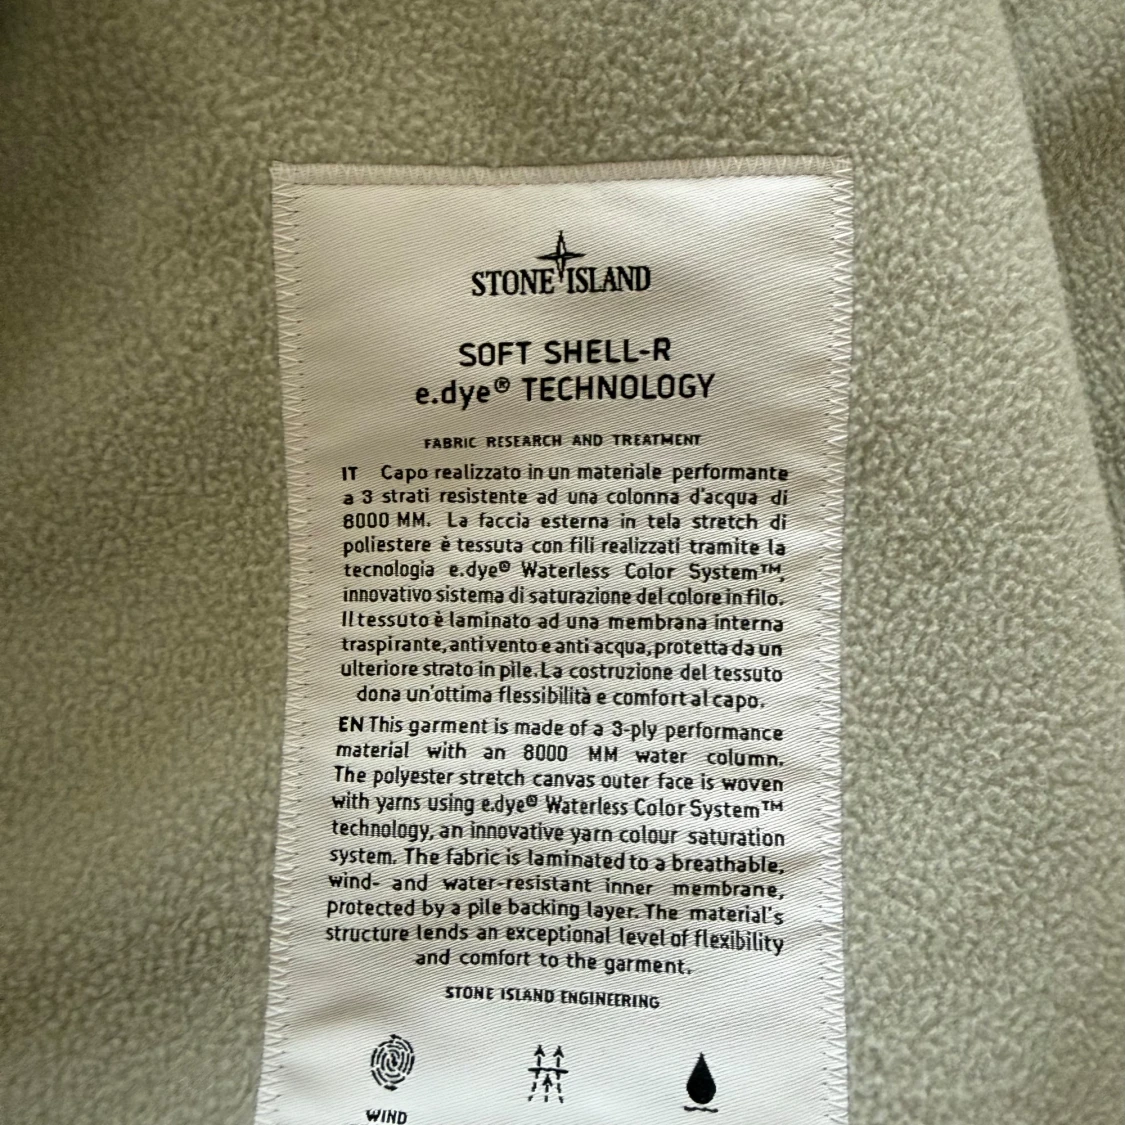 STONE ISLAND
SOFT SHELL-R
e.dye® TECHNOLOGY
FABRIC RESEARCH AND TREATMENT
IT Capo realizzato in un materiale performante
a 3 strati resistente ad una colonna d'acqua di
8000 MM. La faccia esterna in tela stretch di
poliestere è tessuta con fili realizzati tramite la
tecnologia e.dye® Waterless Color System™,
innovativo sistema di saturazione del colore in filo.
Il tessuto è laminato ad una membrana interna
traspirante, anti vento e anti acqua, protetta da un
ulteriore strato in pile. La costruzione del tessuto
dona un'ottima flessibilità e comfort al capo.
EN This garment is made of a 3-ply performance
material with an 8000 MM water column.
The polyester stretch canvas outer face is woven
with yarns using e.dye® Waterless Color System™
technology, an innovative yarn colour saturation
system. The fabric is laminated to a breathable,
wind- and water-resistant inner membrane,
protected by a pile backing layer. The material's
structure lends an exceptional level of flexibility
and comfort to the garment.
STONE ISLAND ENGINEERING
WIND